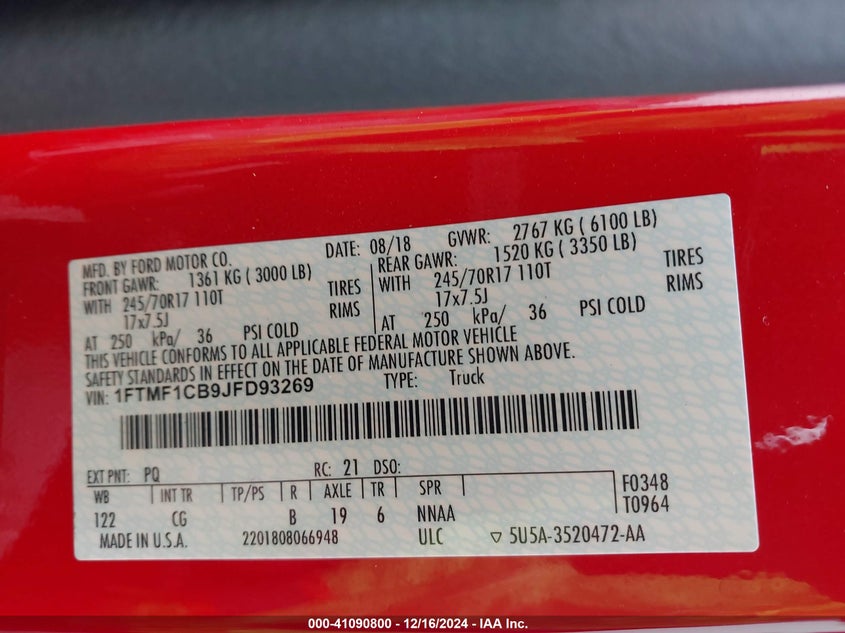 MFD. BY FORD MOTOR CO. DATE: 08/18 GVWR: 2767 KG ( 6100 LB)
FRONT GAWR: 1361 KG ( 3000 LB) REAR GAWR: 1520 KG ( 3350 LB)
WITH 245/70R17 110T TIRES WITH 245/70R17 110T TIRES
17x7.5J RIMS 17x7.5J RIMS
AT 250 kPa/ 36 PSI COLD AT 250 kPa/ 36 PSI COLD
THIS VEHICLE CONFORMS TO ALL APPLICABLE FEDERAL MOTOR VEHICLE
SAFETY STANDARDS IN EFFECT ON THE DATE OF MANUFACTURE SHOWN ABOVE.
VIN: 1FTMF1CB9JFD93269 TYPE: Truck
EXT PNT: PQ RC: 21 DSO:
WB INT TR TP/PS R AXLE TR SPR F0348
122 CG B 19 6 NNAA T0964
MADE IN U.S.A. 2201808066948 ULC ▽ 5U5A-3520472-AA
000-41090800 - 12/16/2024 - IAA Inc.